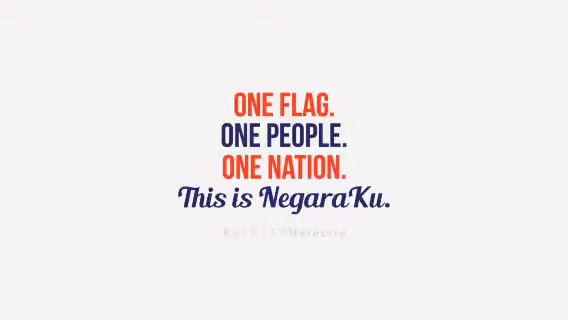 ONE FLAG.
ONE PEOPLE.
ONE NATION.
This is NegaraKu.